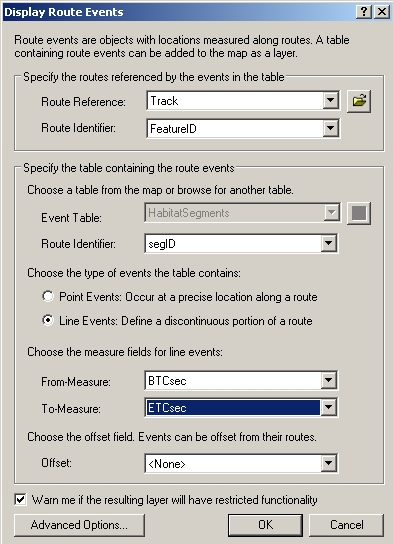 Display Route Events
Route events are objects with locations measured along routes. A table
containing route events can be added to the map as a layer.
Specify the routes referenced by the events in the table
Route Reference: Track
Route Identifier: FeatureID
Specify the table containing the route events
Choose a table from the map or browse for another table.
Event Table: HabitatSegments
Route Identifier: segID
Choose the type of events the table contains:
Point Events: Occur at a precise location along a route
Line Events: Define a discontinuous portion of a route
Choose the measure fields for line events:
From-Measure: BTCsec
To-Measure: ETCsec
Choose the offset field. Events can be offset from their routes.
Offset: <None>
Warn me if the resulting layer will have restricted functionality
Advanced Options... OK Cancel